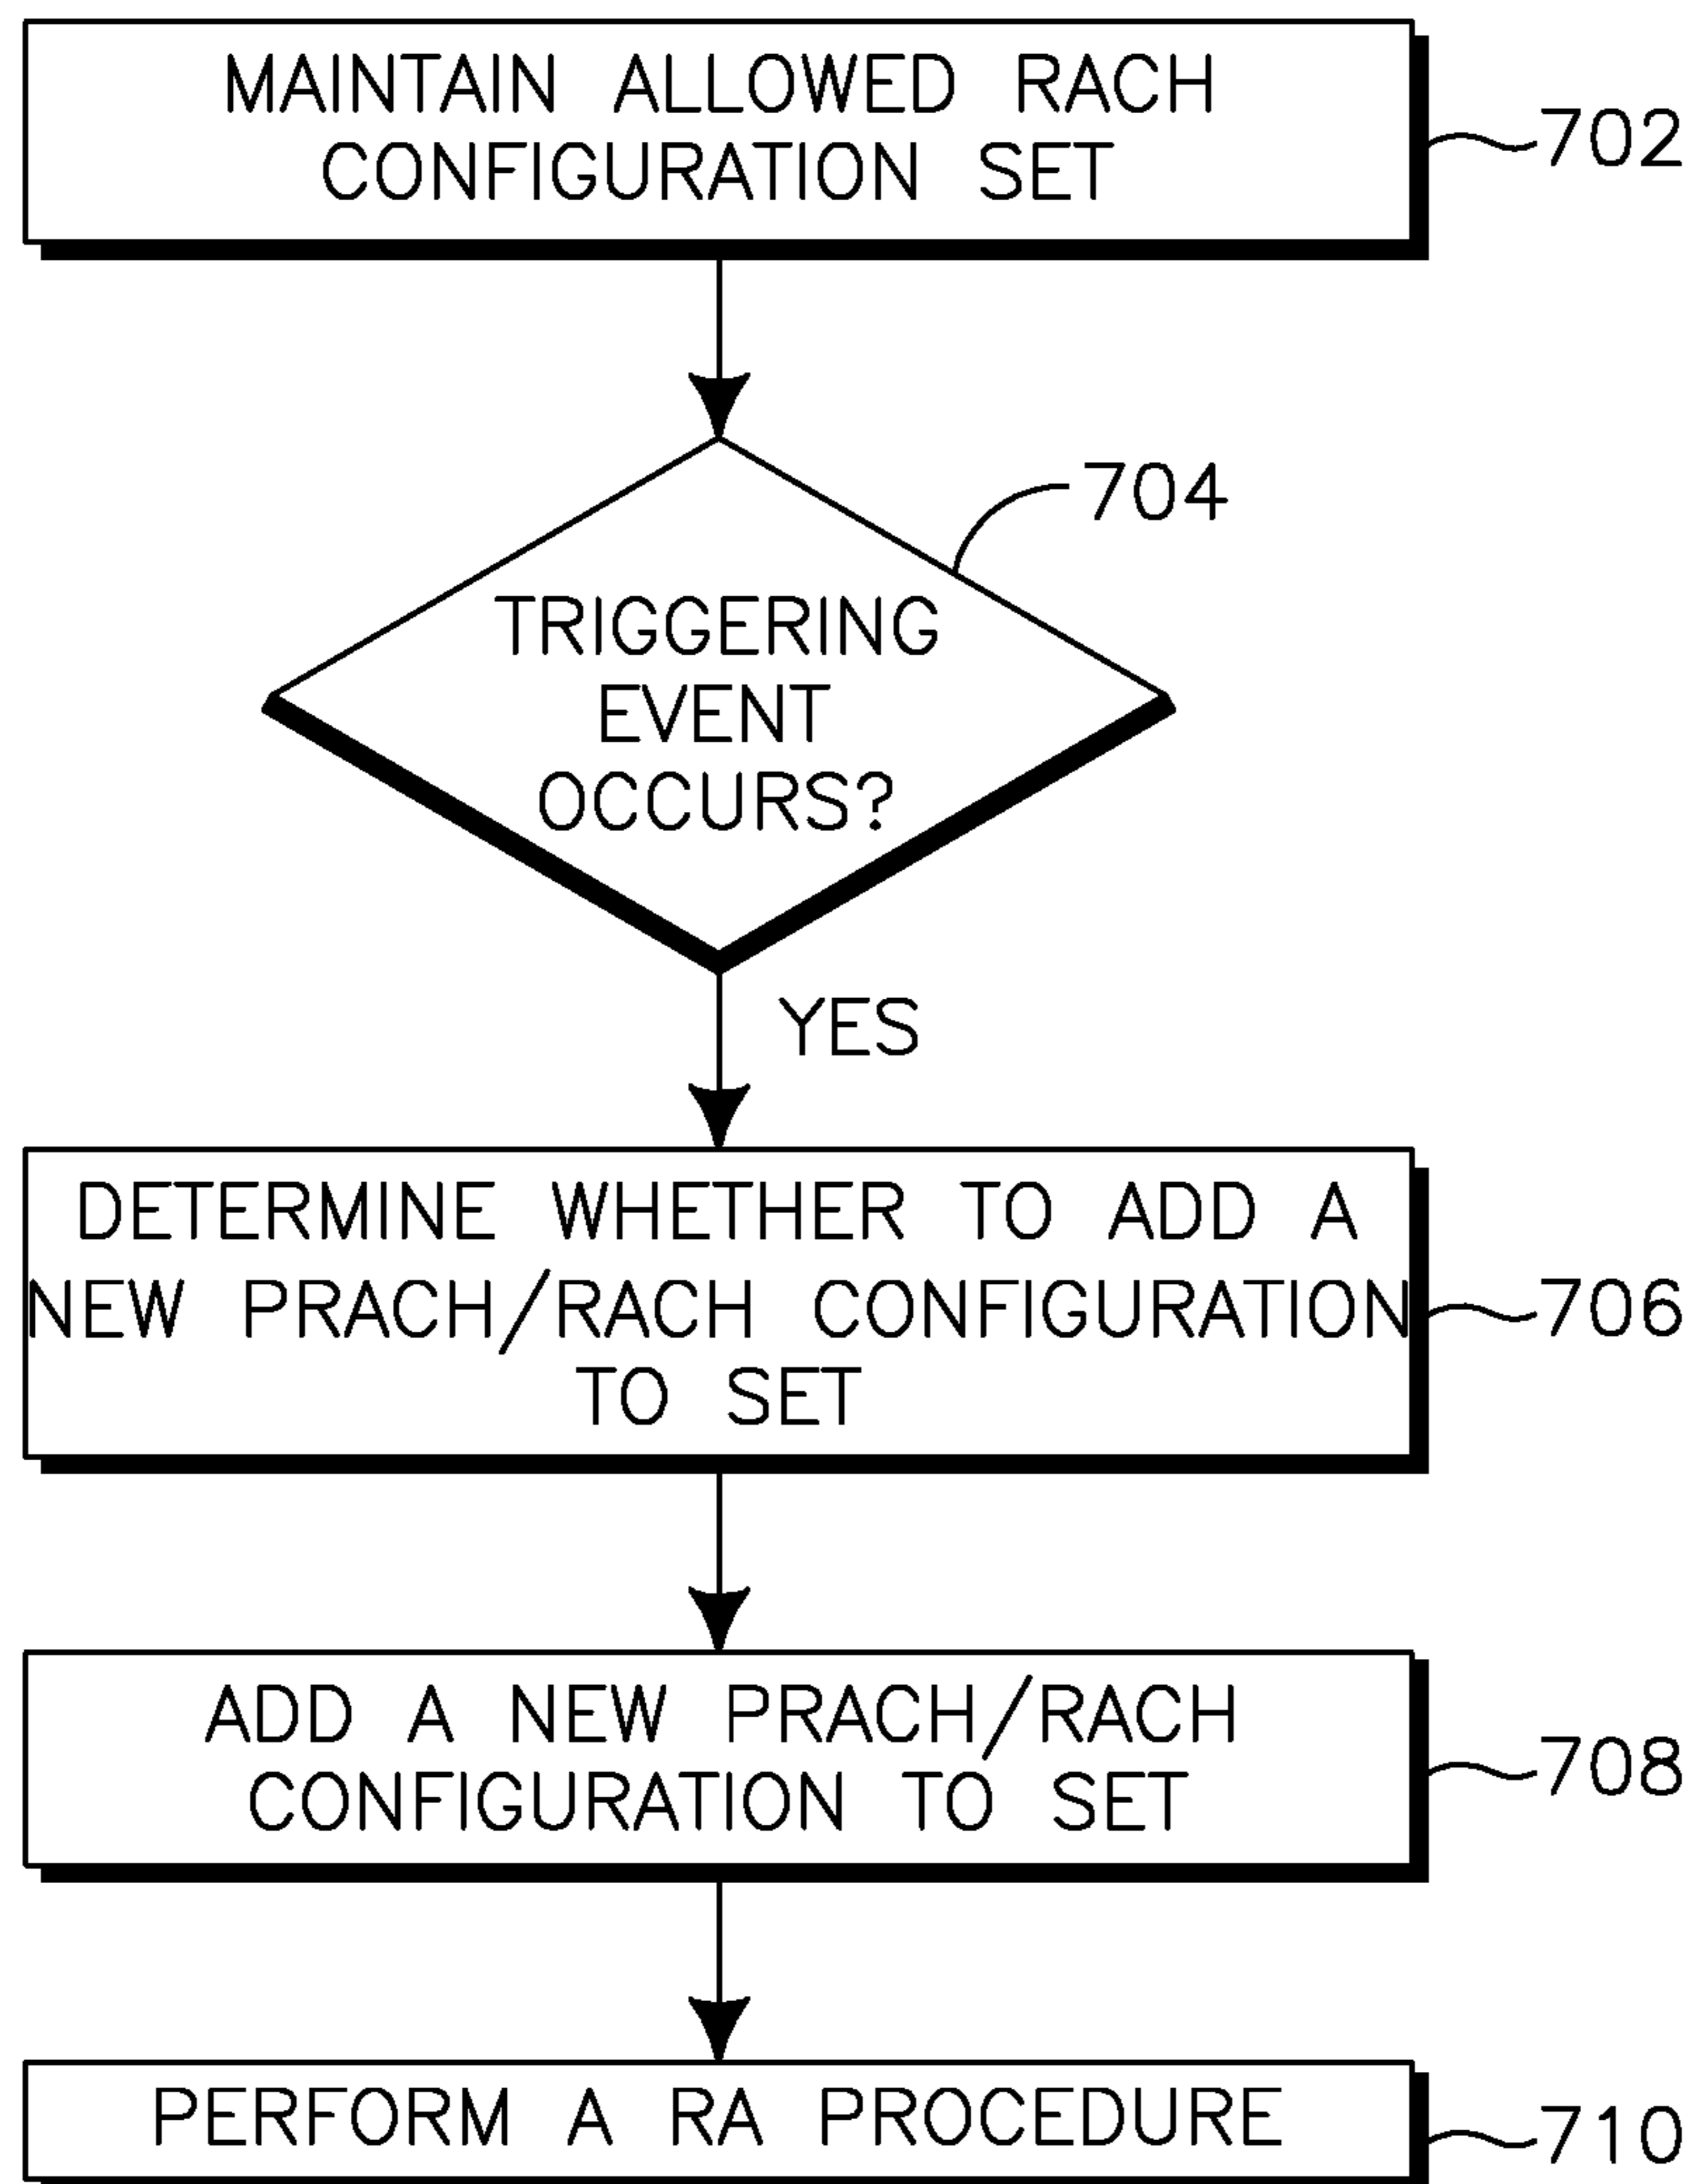 MAINTAIN ALLOWED RACH
CONFIGURATION SET
702
704
TRIGGERING
EVENT
OCCURS?
YES
DETERMINE WHETHER TO ADD A
NEW PRACH/RACH CONFIGURATION
TO SET
706
ADD A NEW PRACH/RACH
CONFIGURATION TO SET
708
PERFORM A RA PROCEDURE
710